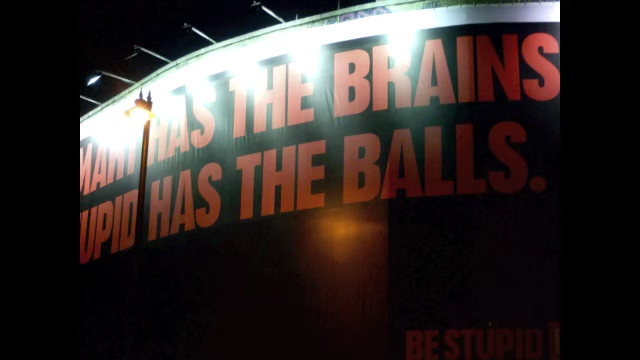 MART HAS THE BRAINS
UPID HAS THE BALLS.
BE STUPID